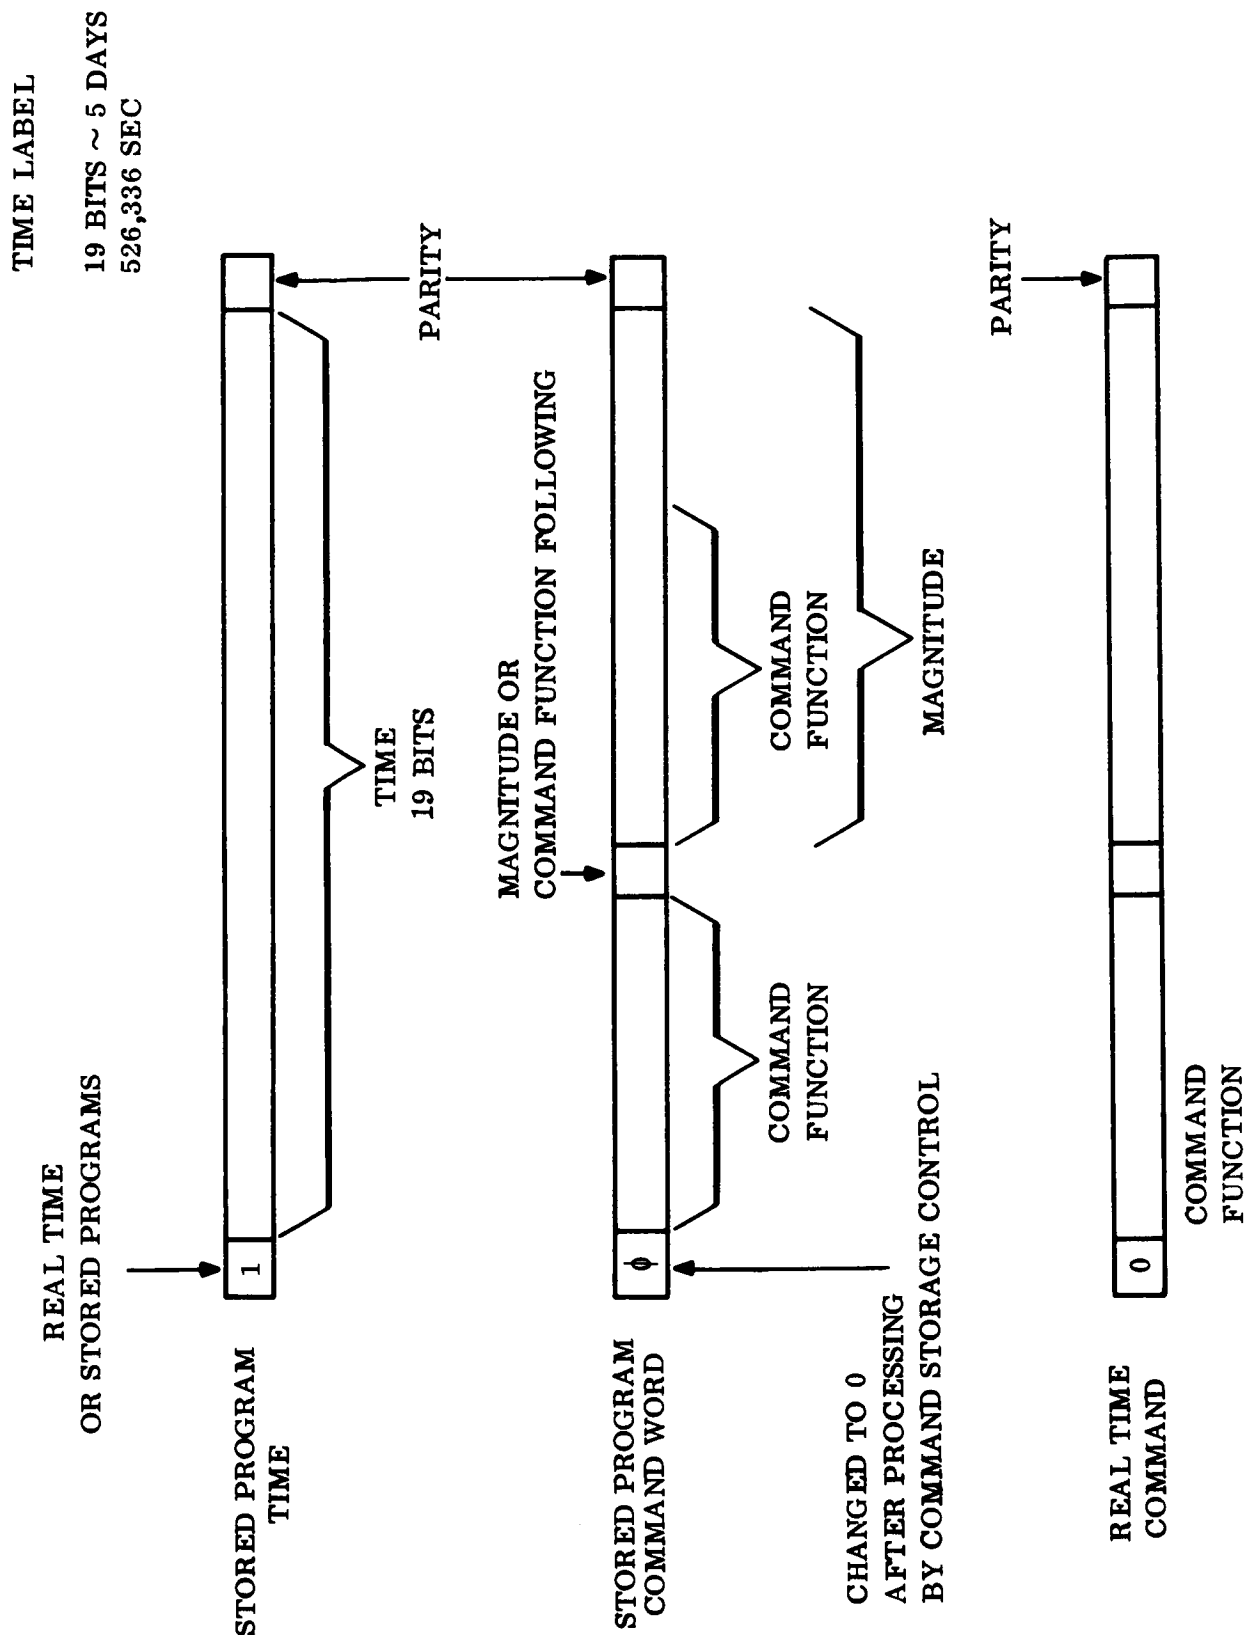 TIME LABEL
19 BITS ~ 5 DAYS
526,336 SEC
REAL TIME
OR STORED PROGRAMS
STORED PROGRAM
TIME
1
TIME
19 BITS
PARITY
MAGNITUDE OR
COMMAND FUNCTION FOLLOWING
STORED PROGRAM
COMMAND WORD
ϕ
COMMAND
FUNCTION
COMMAND
FUNCTION
MAGNITUDE
CHANGED TO 0
AFTER PROCESSING
BY COMMAND STORAGE CONTROL
PARITY
REAL TIME
COMMAND
0
COMMAND
FUNCTION